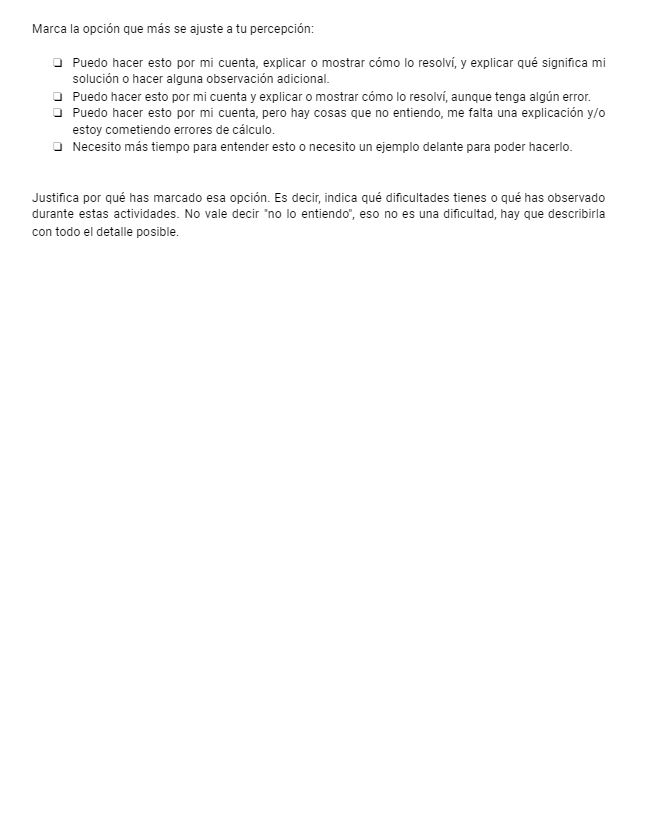 Marca la opción que más se ajuste a tu percepción:
❏ Puedo hacer esto por mi cuenta, explicar o mostrar cómo lo resolví, y explicar qué significa mi
solución o hacer alguna observación adicional.
❏ Puedo hacer esto por mi cuenta y explicar o mostrar cómo lo resolví, aunque tenga algún error.
❏ Puedo hacer esto por mi cuenta, pero hay cosas que no entiendo, me falta una explicación y/o
estoy cometiendo errores de cálculo.
❏ Necesito más tiempo para entender esto o necesito un ejemplo delante para poder hacerlo.
Justifica por qué has marcado esa opción. Es decir, indica qué dificultades tienes o qué has observado
durante estas actividades. No vale decir "no lo entiendo", eso no es una dificultad, hay que describirla
con todo el detalle posible.